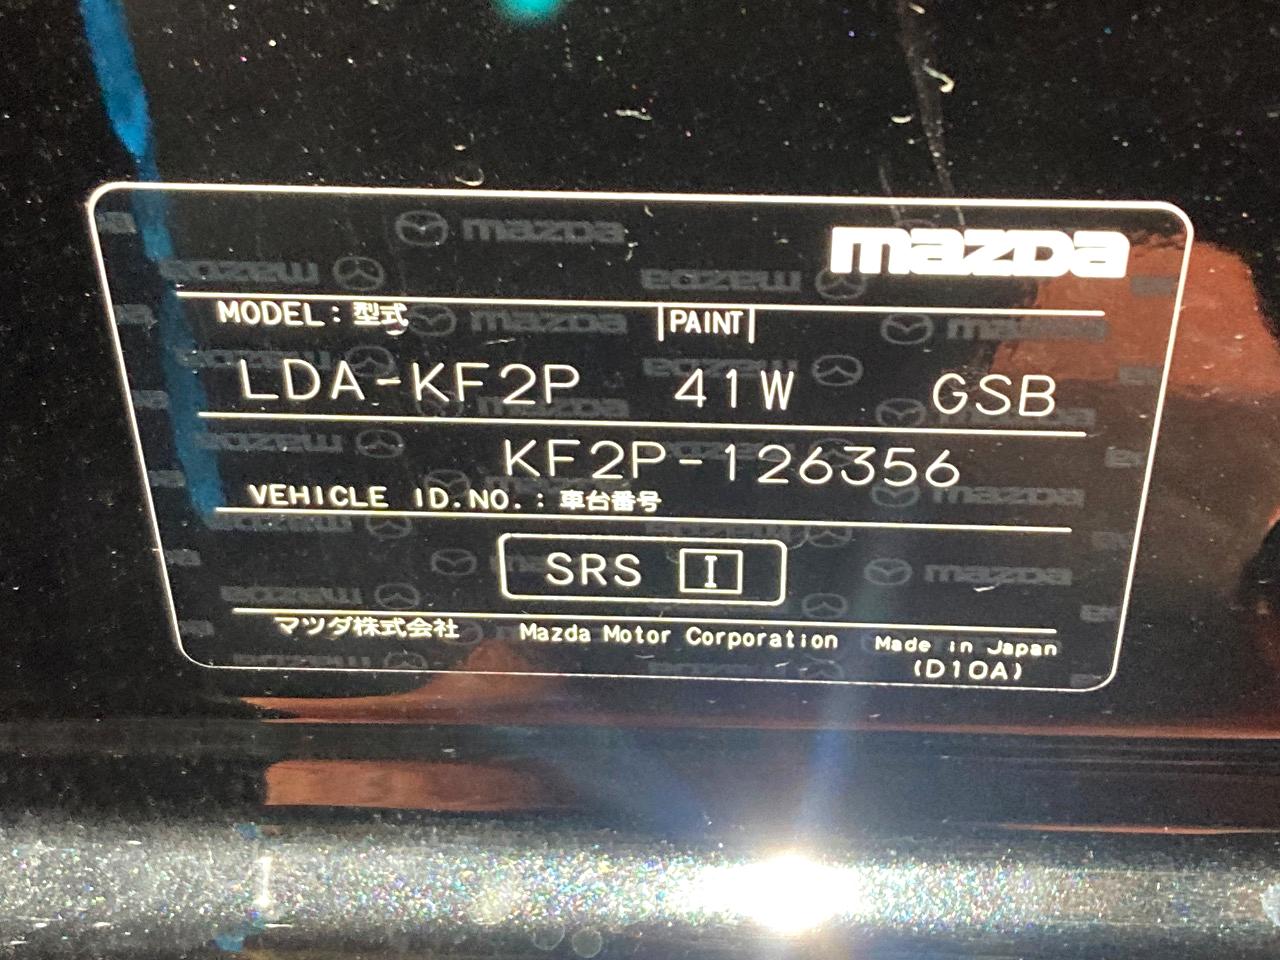 mazda
MODEL:型式 PAINT
LDA-KF2P 41W GSB
KF2P-126356
VEHICLE ID.NO.:車台番号
SRS I
マツダ株式会社 Mazda Motor Corporation Made in Japan
(D10A)